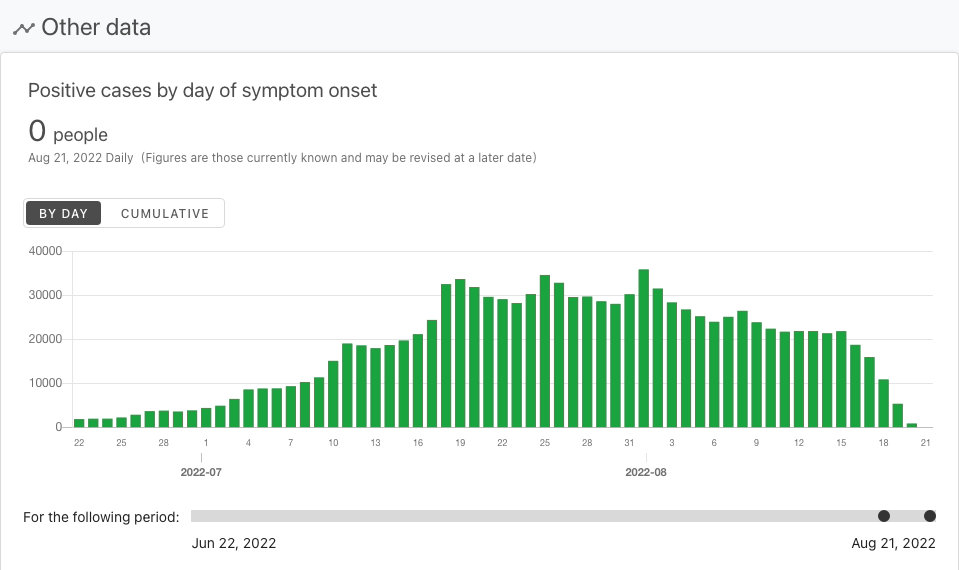 Other data
Positive cases by day of symptom onset
0 people
Aug 21, 2022 Daily (Figures are those currently known and may be revised at a later date)
BY DAY CUMULATIVE
40000
30000
20000
10000
0
22 25 28 1 4 7 10 13 16 19 22 25 28 31 3 6 9 12 15 18 21
2022-07 2022-08
For the following period:
Jun 22, 2022 Aug 21, 2022